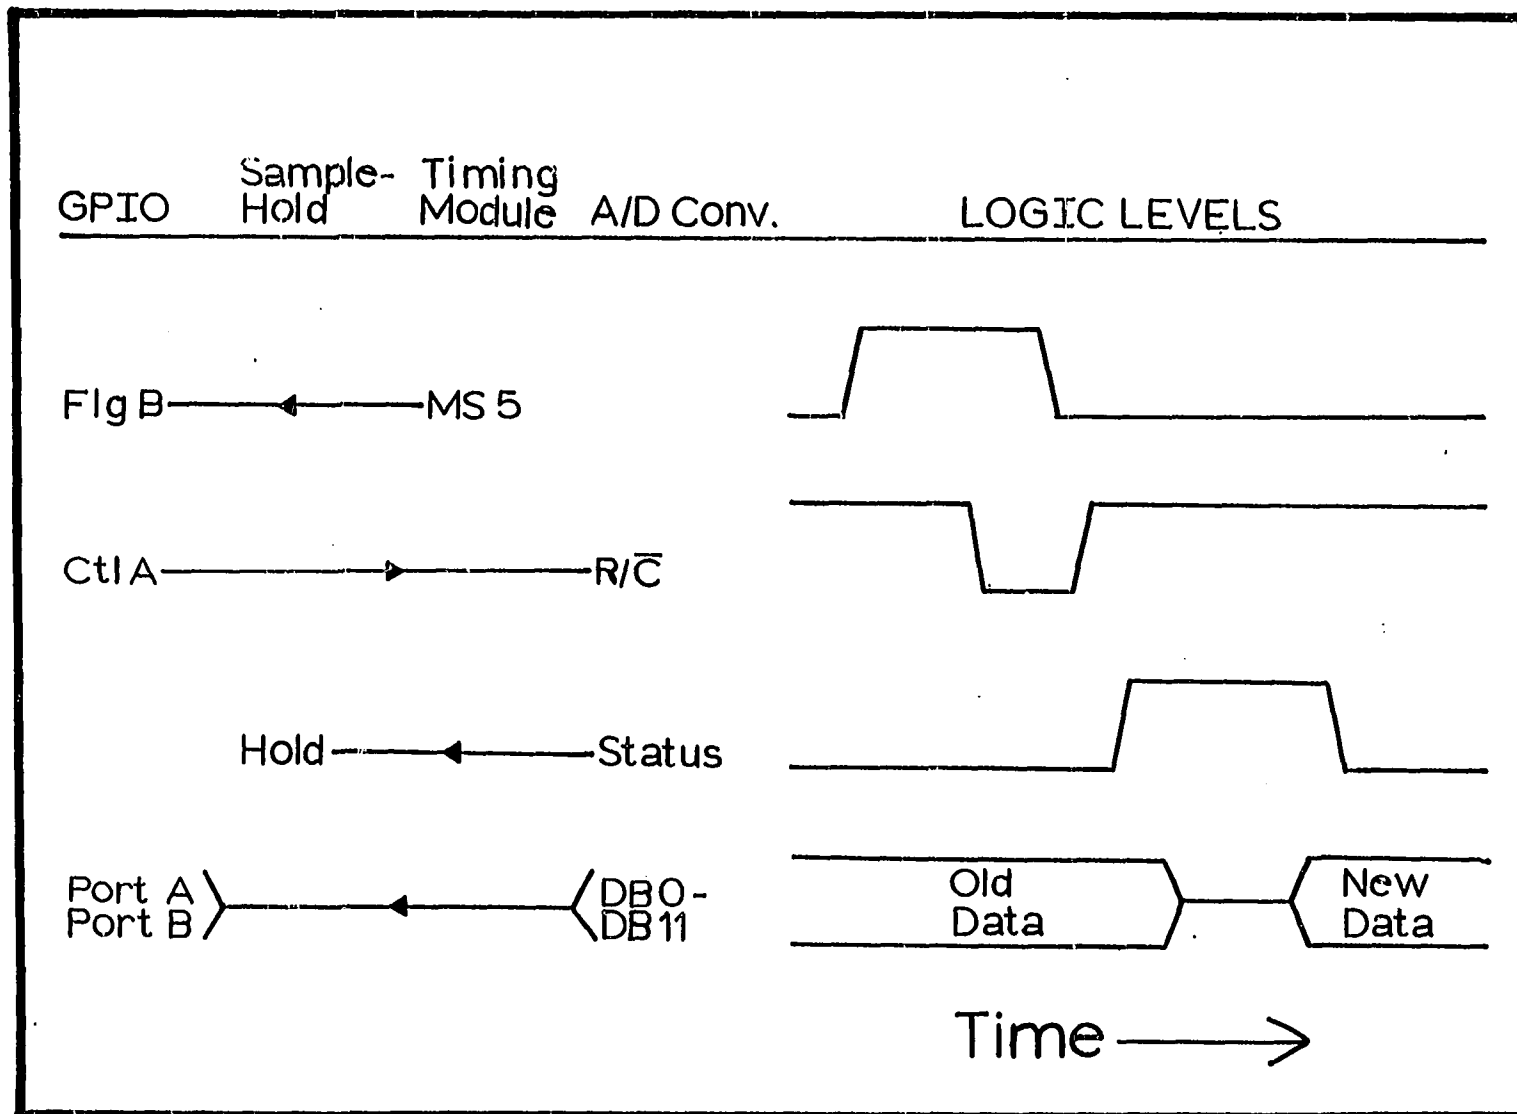 GPIO Sample-Hold Timing Module A/D Conv. LOGIC LEVELS
Flg B MS 5
Ctl A R/C̅
Hold Status
Port A Port B DB0-DB11 Old Data New Data
Time